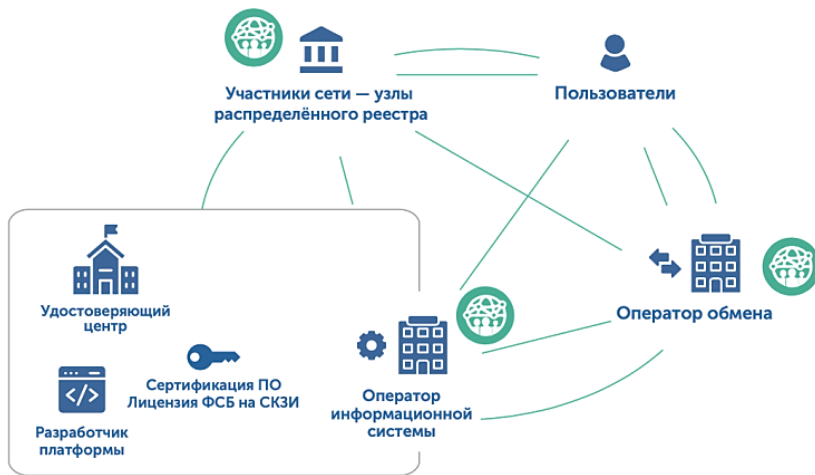 Участники сети — узлы
распределённого реестра
Пользователи
Удостоверяющий
центр
Оператор обмена
Сертификация ПО
Лицензия ФСБ на СКЗИ
Оператор
информационной
системы
</>
Разработчик
платформы